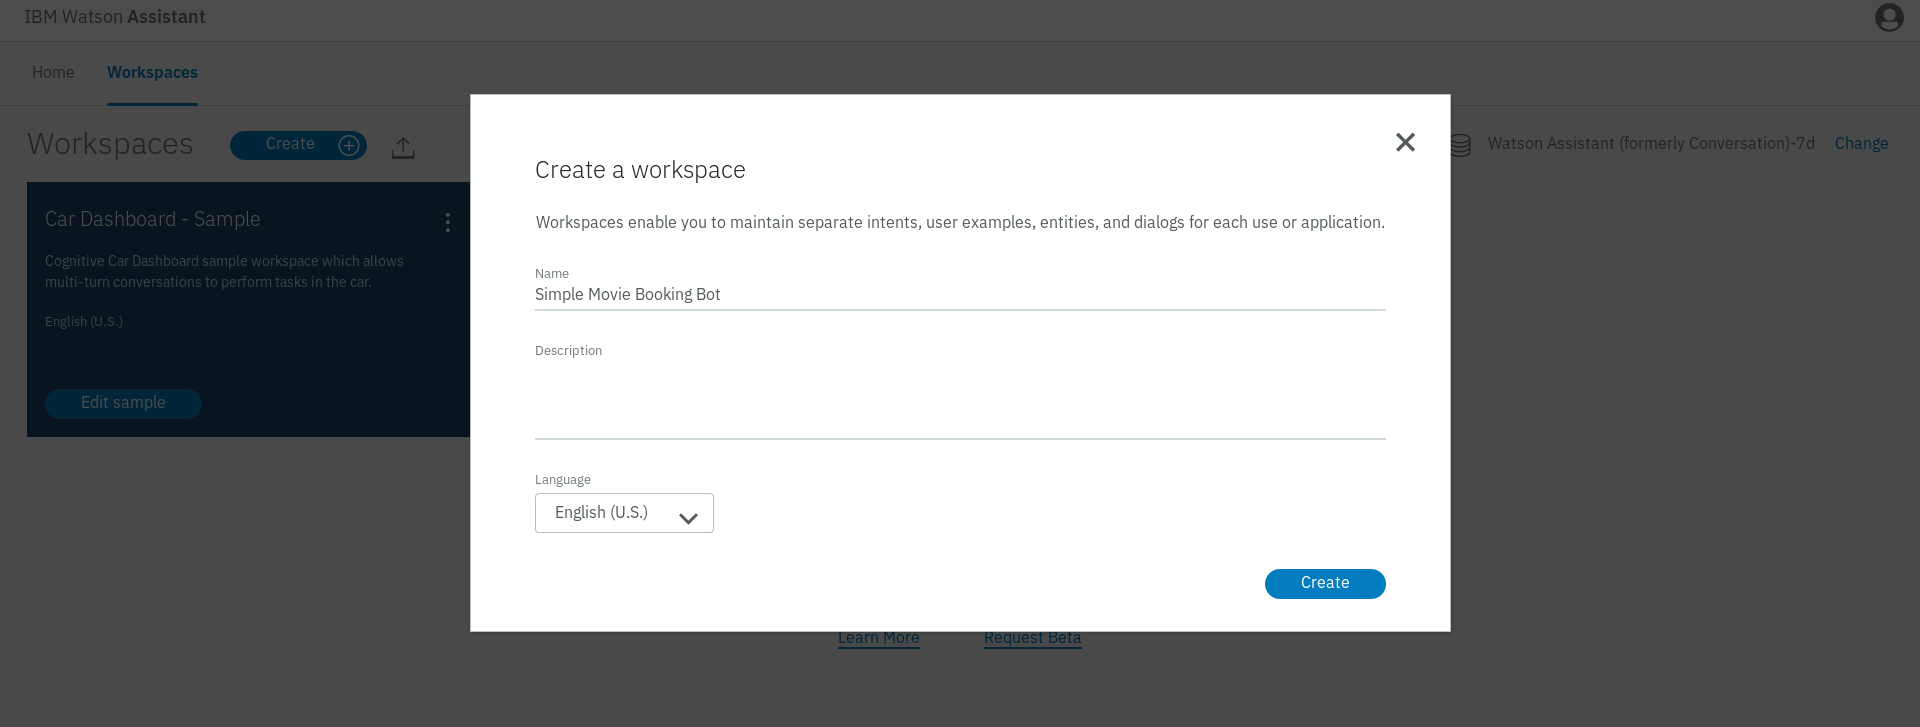 IBM Watson Assistant
Home
Workspaces
Workspaces
Create
Watson Assistant (formerly Conversation)-7d
Change
Car Dashboard - Sample
Cognitive Car Dashboard sample workspace which allows
multi-turn conversations to perform tasks in the car.
English (U.S.)
Edit sample
Create a workspace
Workspaces enable you to maintain separate intents, user examples, entities, and dialogs for each use or application.
Name
Simple Movie Booking Bot
Description
Language
English (U.S.)
Create
Learn More
Request Beta